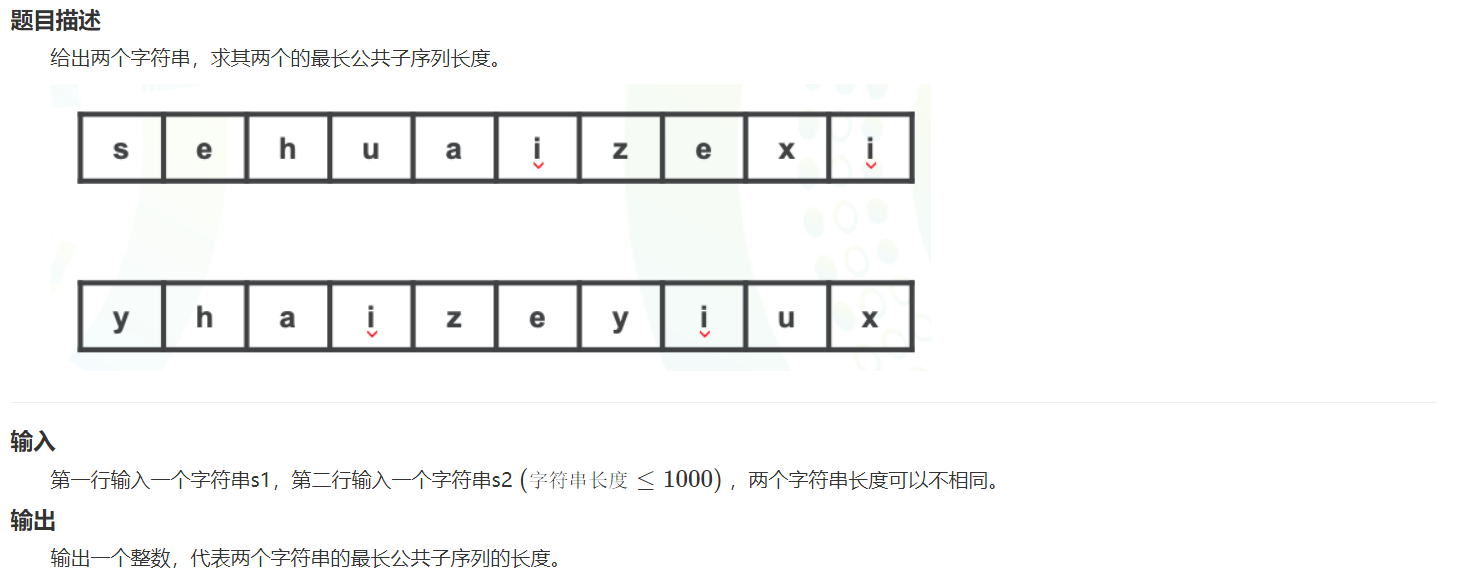 题目描述
给出两个字符串，求其两个的最长公共子序列长度。
s e h u a i z e x i
y h a i z e y i u x
输入
第一行输入一个字符串s1，第二行输入一个字符串s2 (字符串长度 ≤ 1000) ，两个字符串长度可以不相同。
输出
输出一个整数，代表两个字符串的最长公共子序列的长度。